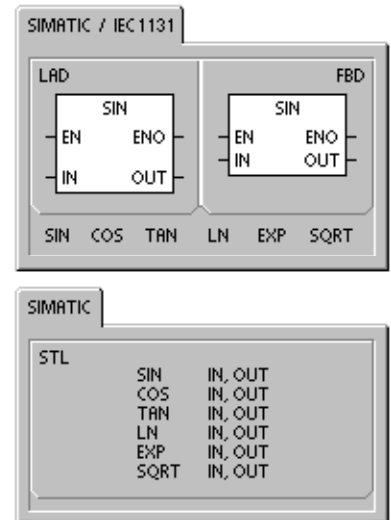 SIMATIC / IEC1131
LAD FBD
SIN SIN
EN ENO EN ENO
IN OUT IN OUT
SIN COS TAN LN EXP SQRT
SIMATIC
STL
SIN IN, OUT
COS IN, OUT
TAN IN, OUT
LN IN, OUT
EXP IN, OUT
SQRT IN, OUT